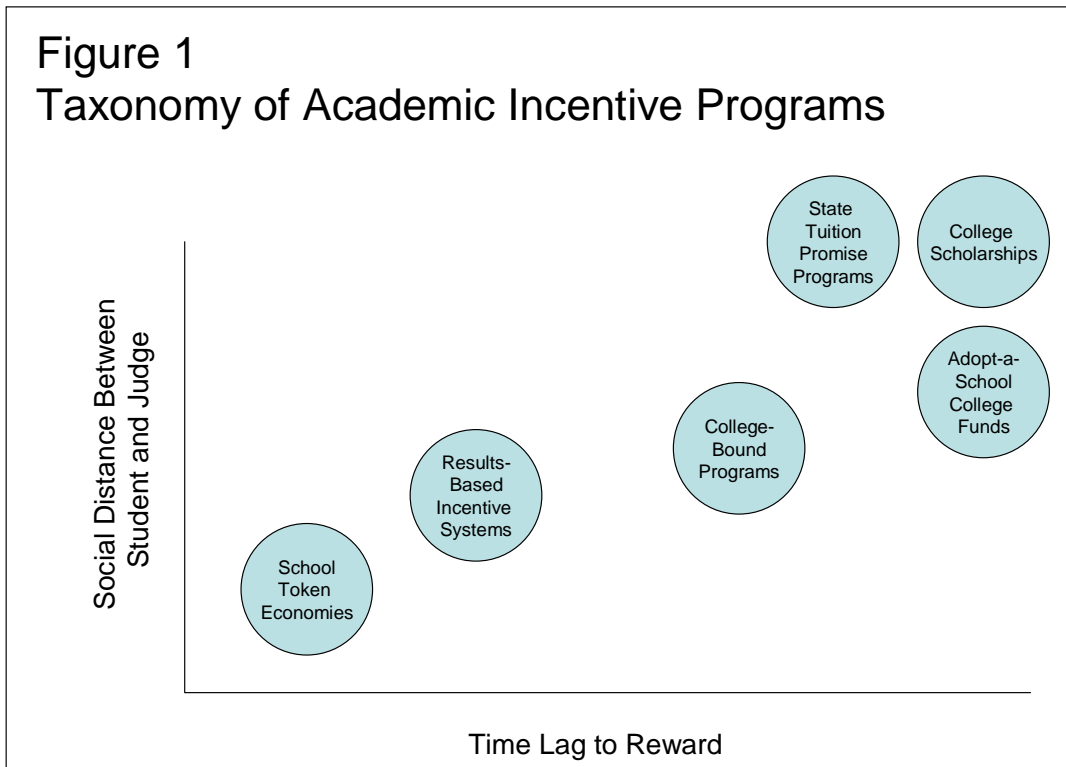 Figure 1
Taxonomy of Academic Incentive Programs
State
Tuition
Promise
Programs
College
Scholarships
Adopt-a-
School
College
Funds
College-
Bound
Programs
Results-
Based
Incentive
Systems
School
Token
Economies
Social Distance Between
Student and Judge
Time Lag to Reward